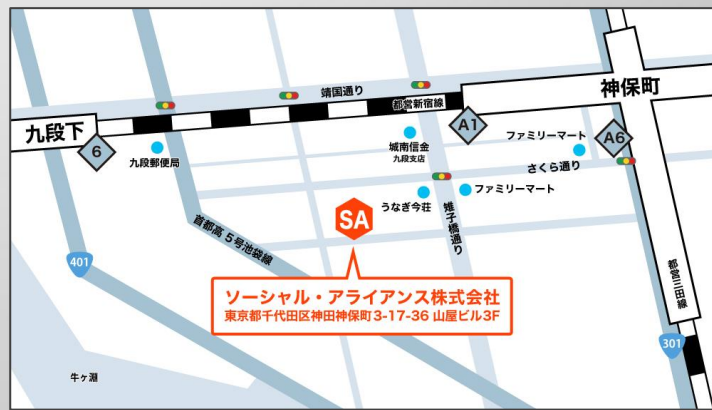 靖国通り
神保町
都営新宿線
九段下
6
九段郵便局
城南信金
九段支店
A1
ファミリーマート
A6
さくら通り
うなぎ今荘
ファミリーマート
SA
雉子橋通り
首都高 5号池袋線
401
ソーシャル・アライアンス株式会社
東京都千代田区神田神保町3-17-36 山屋ビル3F
都営三田線
301
牛ヶ淵